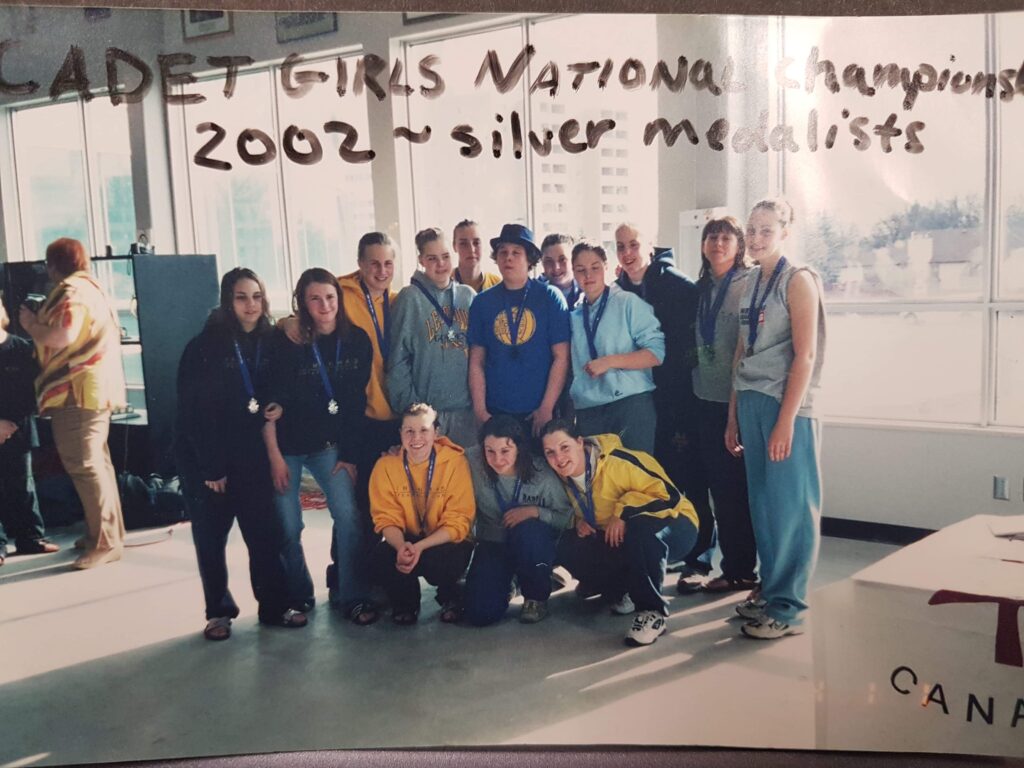 CADET GIRLS NATIONAL championsh
2002 ~ silver medalists
CANA